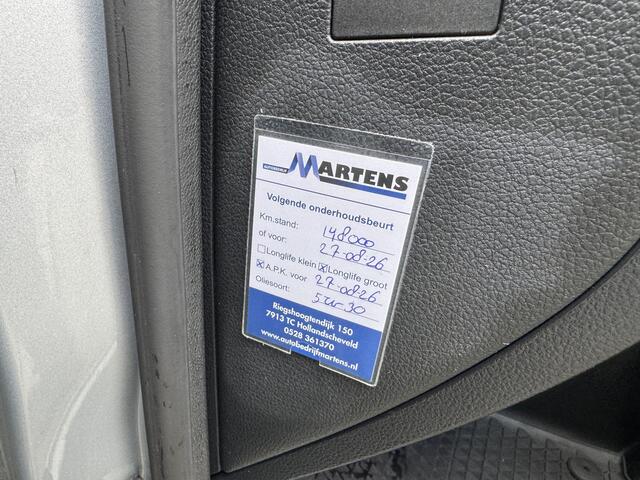 AUTOBEDRIJF MARTENS
Volgende onderhoudsbeurt
Km.stand: 148000
of voor: 27-08-26
Longlife klein Longlife groot
A.P.K. voor 27-08-26
Oliesoort: 5w-30
Riegshoogtendijk 150
7913 TC Hollandscheveld
0528 361370
www.autobedrijfmartens.nl